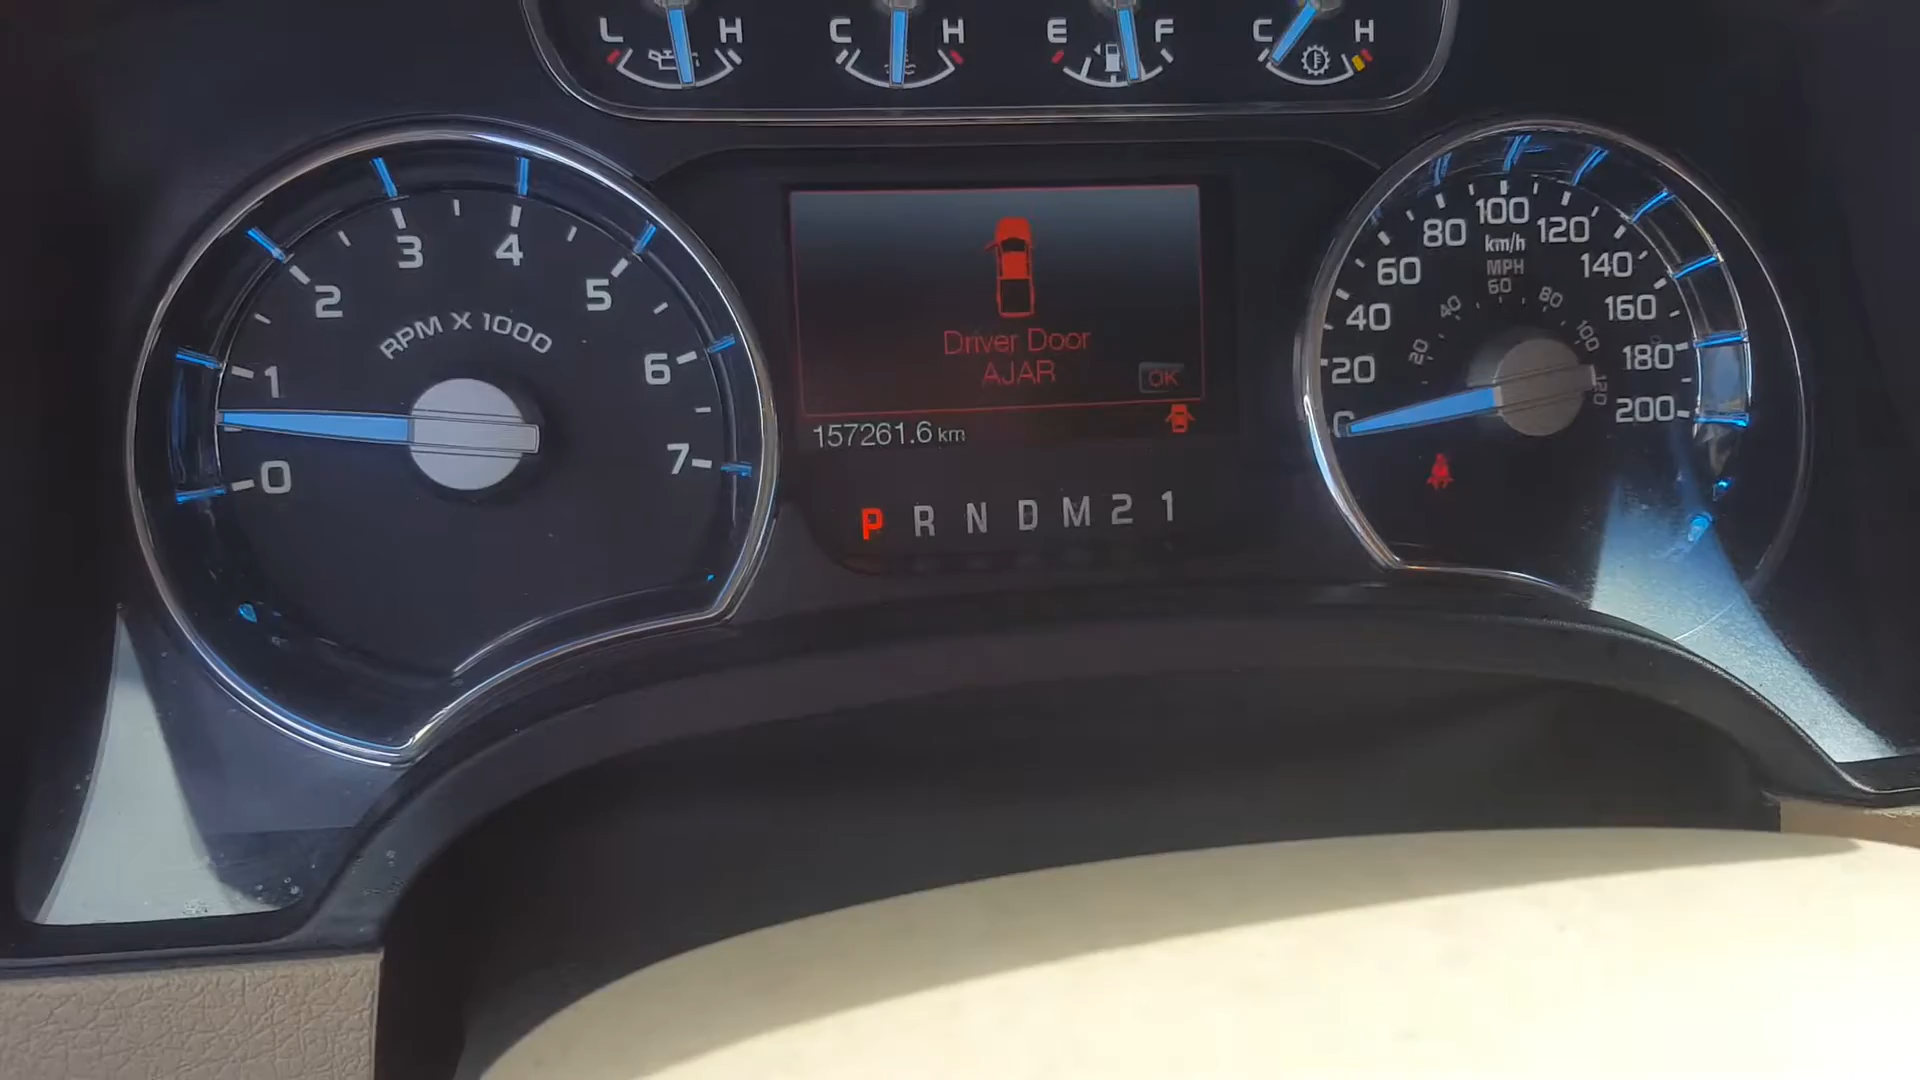 L H C H E F C H
0 1 2 3 4 5 6 7
RPM X 1000
Driver Door
AJAR
OK
157261.6 km
P R N D M 2 1
20 40 60 80 100 120 140 160 180 200
km/h
MPH
20 40 60 80 100 120